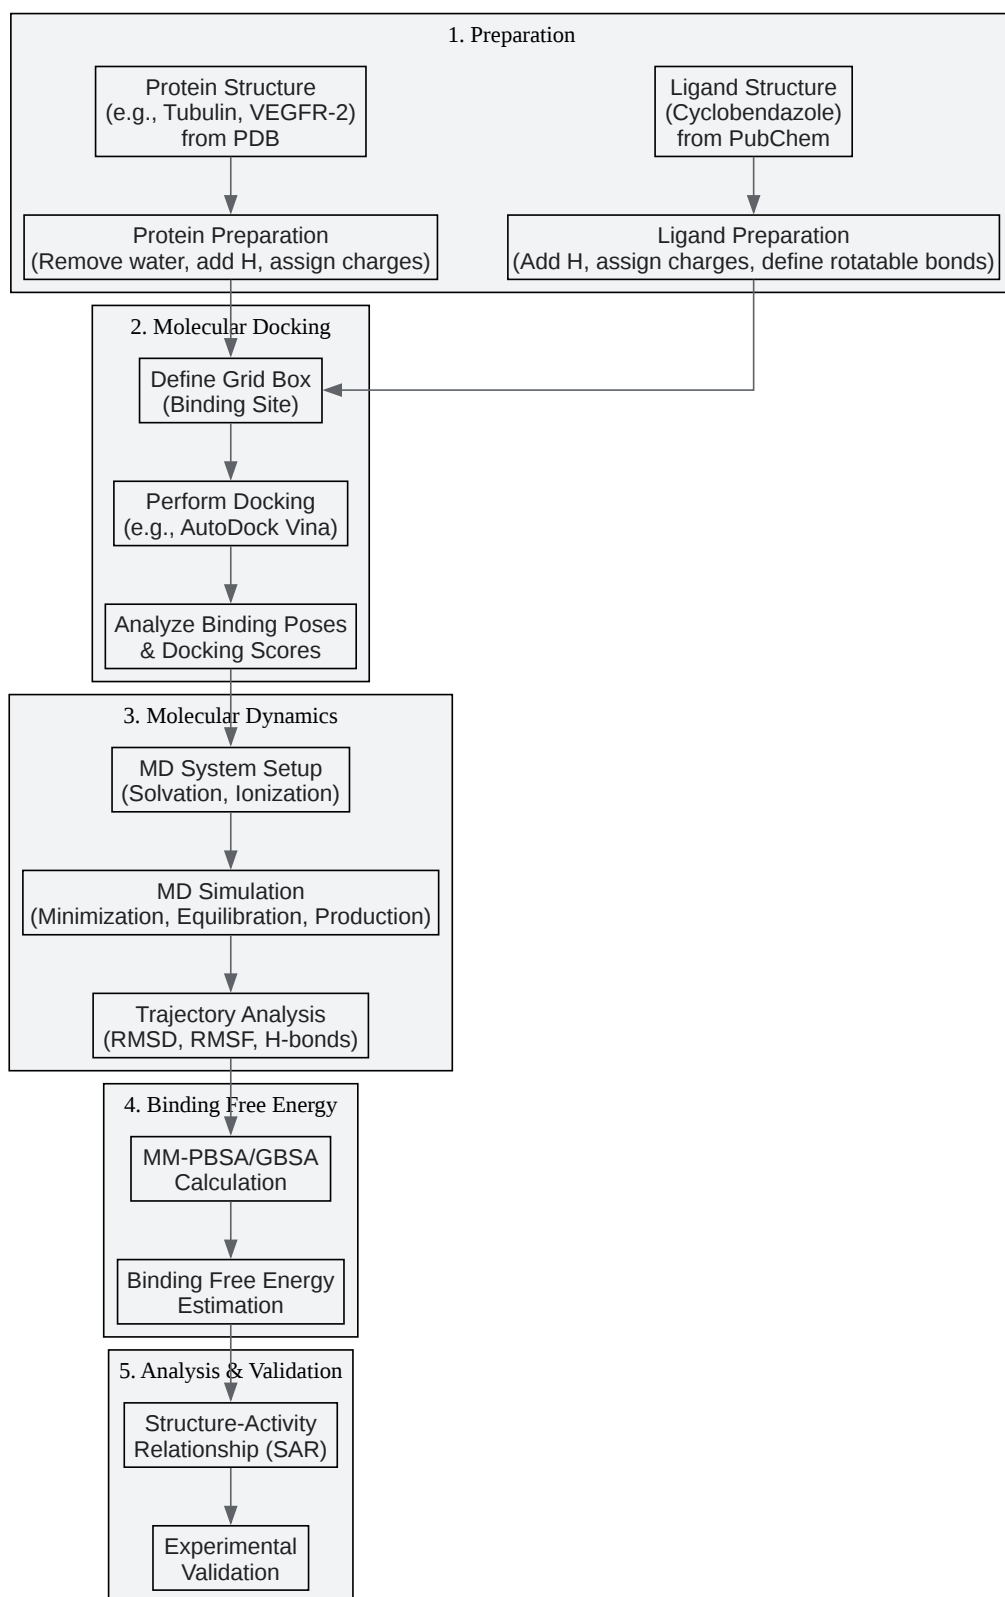 1. Preparation
Protein Structure
(e.g., Tubulin, VEGFR-2)
from PDB
Ligand Structure
(Cyclobendazole)
from PubChem
Protein Preparation
(Remove water, add H, assign charges)
Ligand Preparation
(Add H, assign charges, define rotatable bonds)
2. Molecular Docking
Define Grid Box
(Binding Site)
Perform Docking
(e.g., AutoDock Vina)
Analyze Binding Poses
& Docking Scores
3. Molecular Dynamics
MD System Setup
(Solvation, Ionization)
MD Simulation
(Minimization, Equilibration, Production)
Trajectory Analysis
(RMSD, RMSF, H-bonds)
4. Binding Free Energy
MM-PBSA/GBSA
Calculation
Binding Free Energy
Estimation
5. Analysis & Validation
Structure-Activity
Relationship (SAR)
Experimental
Validation